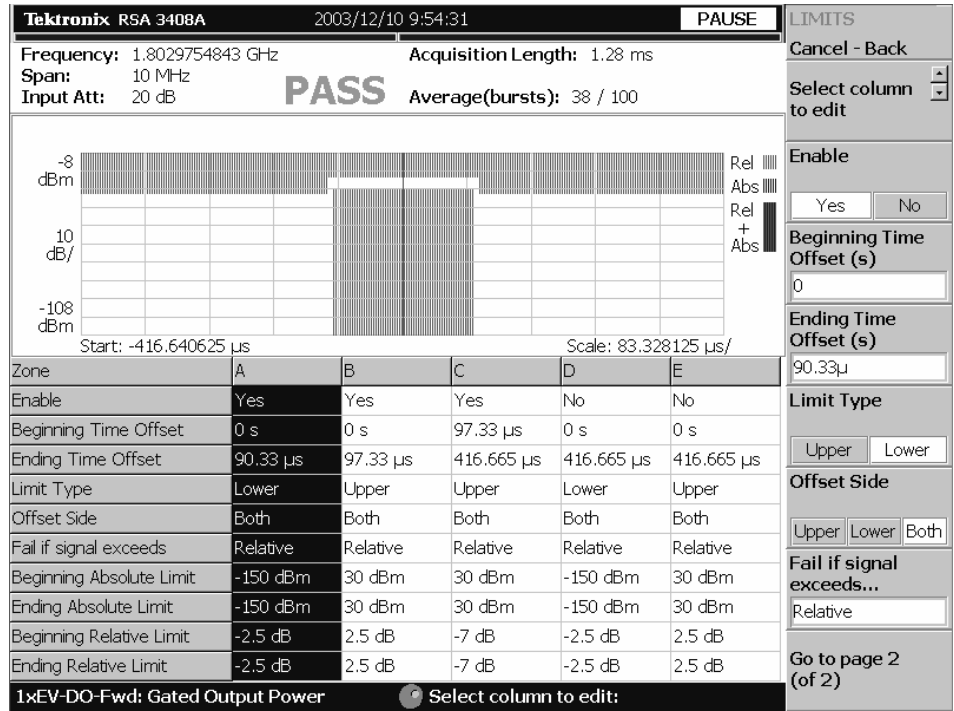 Tektronix RSA 3408A 2003/12/10 9:54:31 PAUSE
Frequency: 1.8029754843 GHz Acquisition Length: 1.28 ms
Span: 10 MHz
PASS
Input Att: 20 dB Average(bursts): 38 / 100
-8
dBm
10
dB/
-108
dBm
Rel
Abs
Rel
+
Abs
Start: -416.640625 µs Scale: 83.328125 µs/
Zone A B C D E
Enable Yes Yes Yes No No
Beginning Time Offset 0 s 0 s 97.33 µs 0 s 0 s
Ending Time Offset 90.33 µs 97.33 µs 416.665 µs 416.665 µs 416.665 µs
Limit Type Lower Upper Upper Lower Upper
Offset Side Both Both Both Both Both
Fail if signal exceeds Relative Relative Relative Relative Relative
Beginning Absolute Limit -150 dBm 30 dBm 30 dBm -150 dBm 30 dBm
Ending Absolute Limit -150 dBm 30 dBm 30 dBm -150 dBm 30 dBm
Beginning Relative Limit -2.5 dB 2.5 dB -7 dB -2.5 dB 2.5 dB
Ending Relative Limit -2.5 dB 2.5 dB -7 dB -2.5 dB 2.5 dB
1xEV-DO-Fwd: Gated Output Power Select column to edit:
LIMITS
Cancel - Back
Select column
to edit
Enable
Yes No
Beginning Time
Offset (s)
0
Ending Time
Offset (s)
90.33µ
Limit Type
Upper Lower
Offset Side
Upper Lower Both
Fail if signal
exceeds...
Relative
Go to page 2
(of 2)